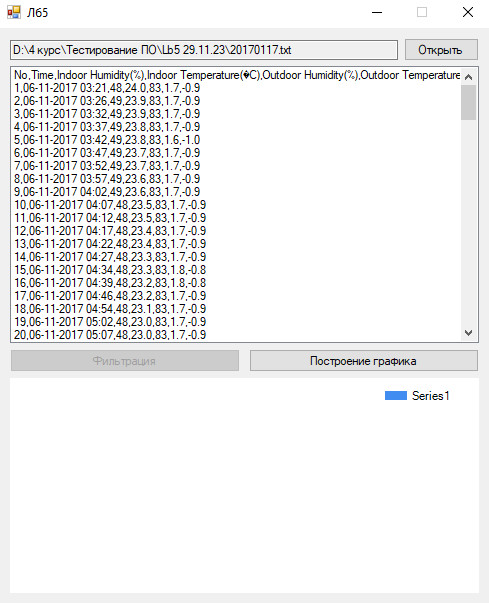 Л65
D:\4 курс\Тестирование ПО\Lb5 29.11.23\20170117.txt
Открыть
No,Time,Indoor Humidity(%),Indoor Temperature(�C),Outdoor Humidity(%),Outdoor Temperature
1,06-11-2017 03:21,48,24.0,83,1.7,-0.9
2,06-11-2017 03:26,49,23.9,83,1.7,-0.9
3,06-11-2017 03:32,49,23.9,83,1.7,-0.9
4,06-11-2017 03:37,49,23.8,83,1.7,-0.9
5,06-11-2017 03:42,49,23.8,83,1.6,-1.0
6,06-11-2017 03:47,49,23.7,83,1.7,-0.9
7,06-11-2017 03:52,49,23.7,83,1.7,-0.9
8,06-11-2017 03:57,49,23.6,83,1.7,-0.9
9,06-11-2017 04:02,49,23.6,83,1.7,-0.9
10,06-11-2017 04:07,48,23.5,83,1.7,-0.9
11,06-11-2017 04:12,48,23.5,83,1.7,-0.9
12,06-11-2017 04:17,48,23.4,83,1.7,-0.9
13,06-11-2017 04:22,48,23.4,83,1.7,-0.9
14,06-11-2017 04:27,48,23.3,83,1.7,-0.9
15,06-11-2017 04:34,48,23.3,83,1.8,-0.8
16,06-11-2017 04:39,48,23.2,83,1.8,-0.8
17,06-11-2017 04:46,48,23.2,83,1.7,-0.9
18,06-11-2017 04:54,48,23.1,83,1.7,-0.9
19,06-11-2017 05:02,48,23.0,83,1.7,-0.9
20,06-11-2017 05:07,48,23.0,83,1.7,-0.9
Фильтрация
Построение графика
Series1